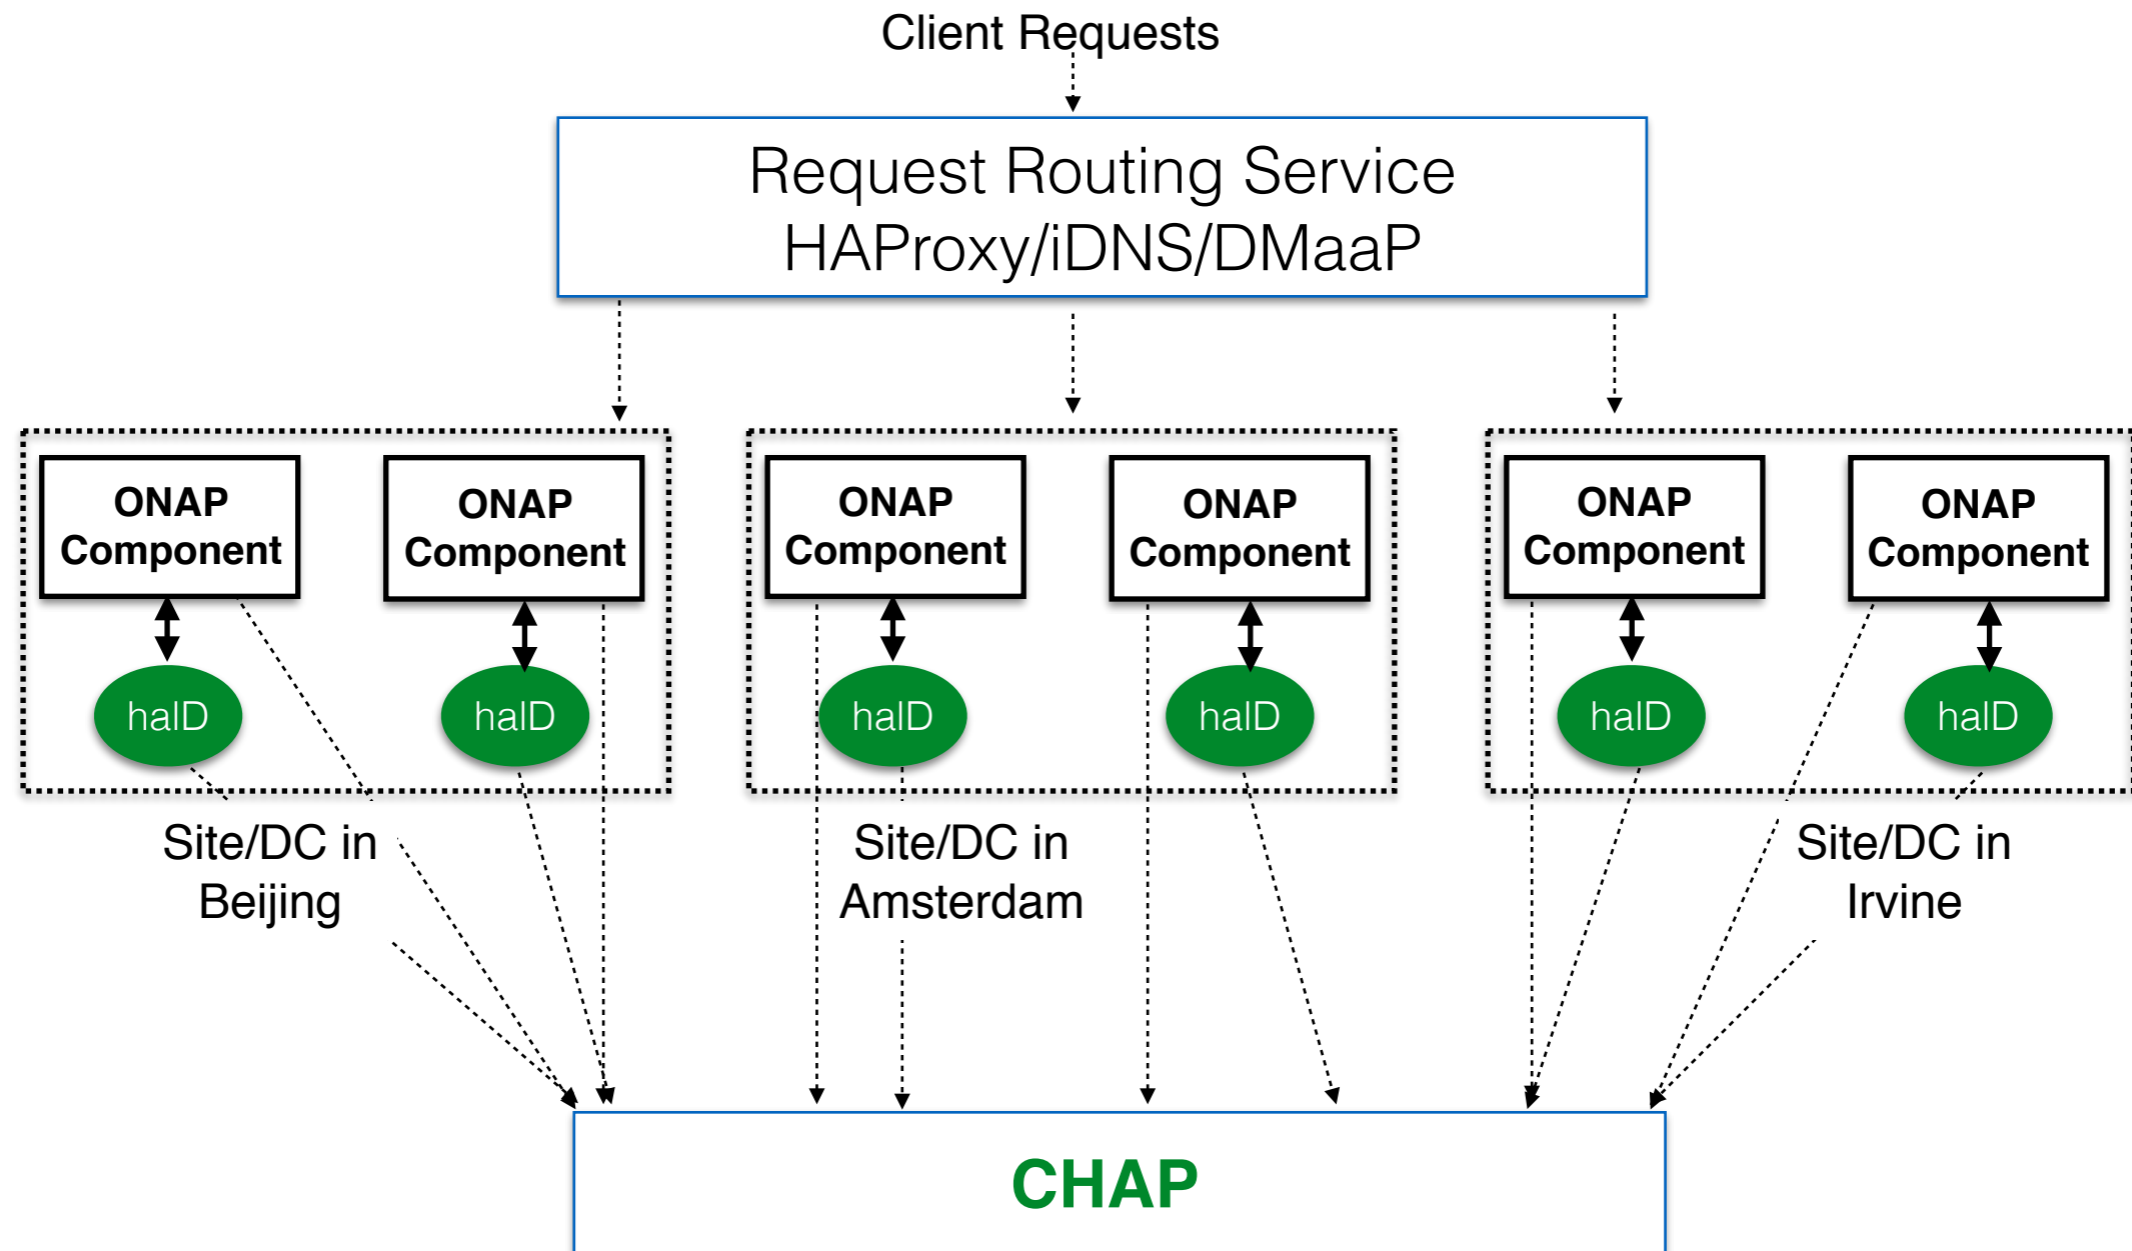 Client Requests
Request Routing Service
HAProxy/iDNS/DMaaP
ONAP
Component
ONAP
Component
ONAP
Component
ONAP
Component
ONAP
Component
ONAP
Component
halD
halD
halD
halD
halD
halD
Site/DC in
Beijing
Site/DC in
Amsterdam
Site/DC in
Irvine
CHAP